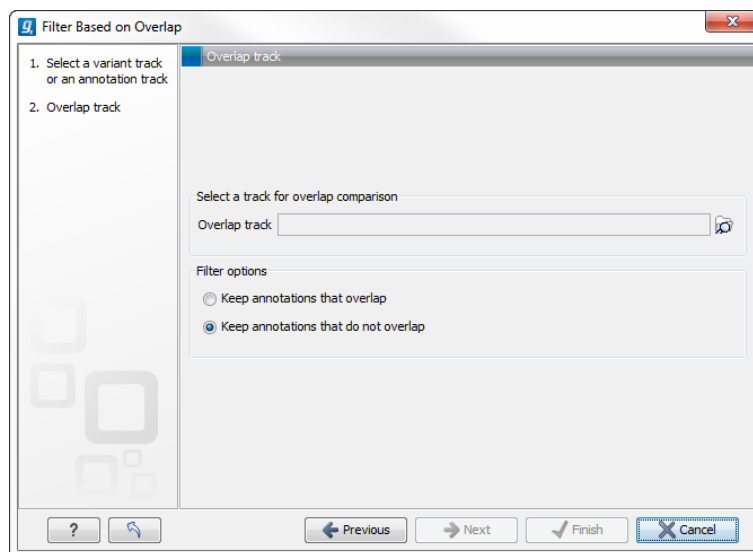 Filter Based on Overlap
1. Select a variant track
or an annotation track
2. Overlap track
Overlap track
Select a track for overlap comparison
Overlap track
Filter options
Keep annotations that overlap
Keep annotations that do not overlap
?
Previous
Next
Finish
Cancel